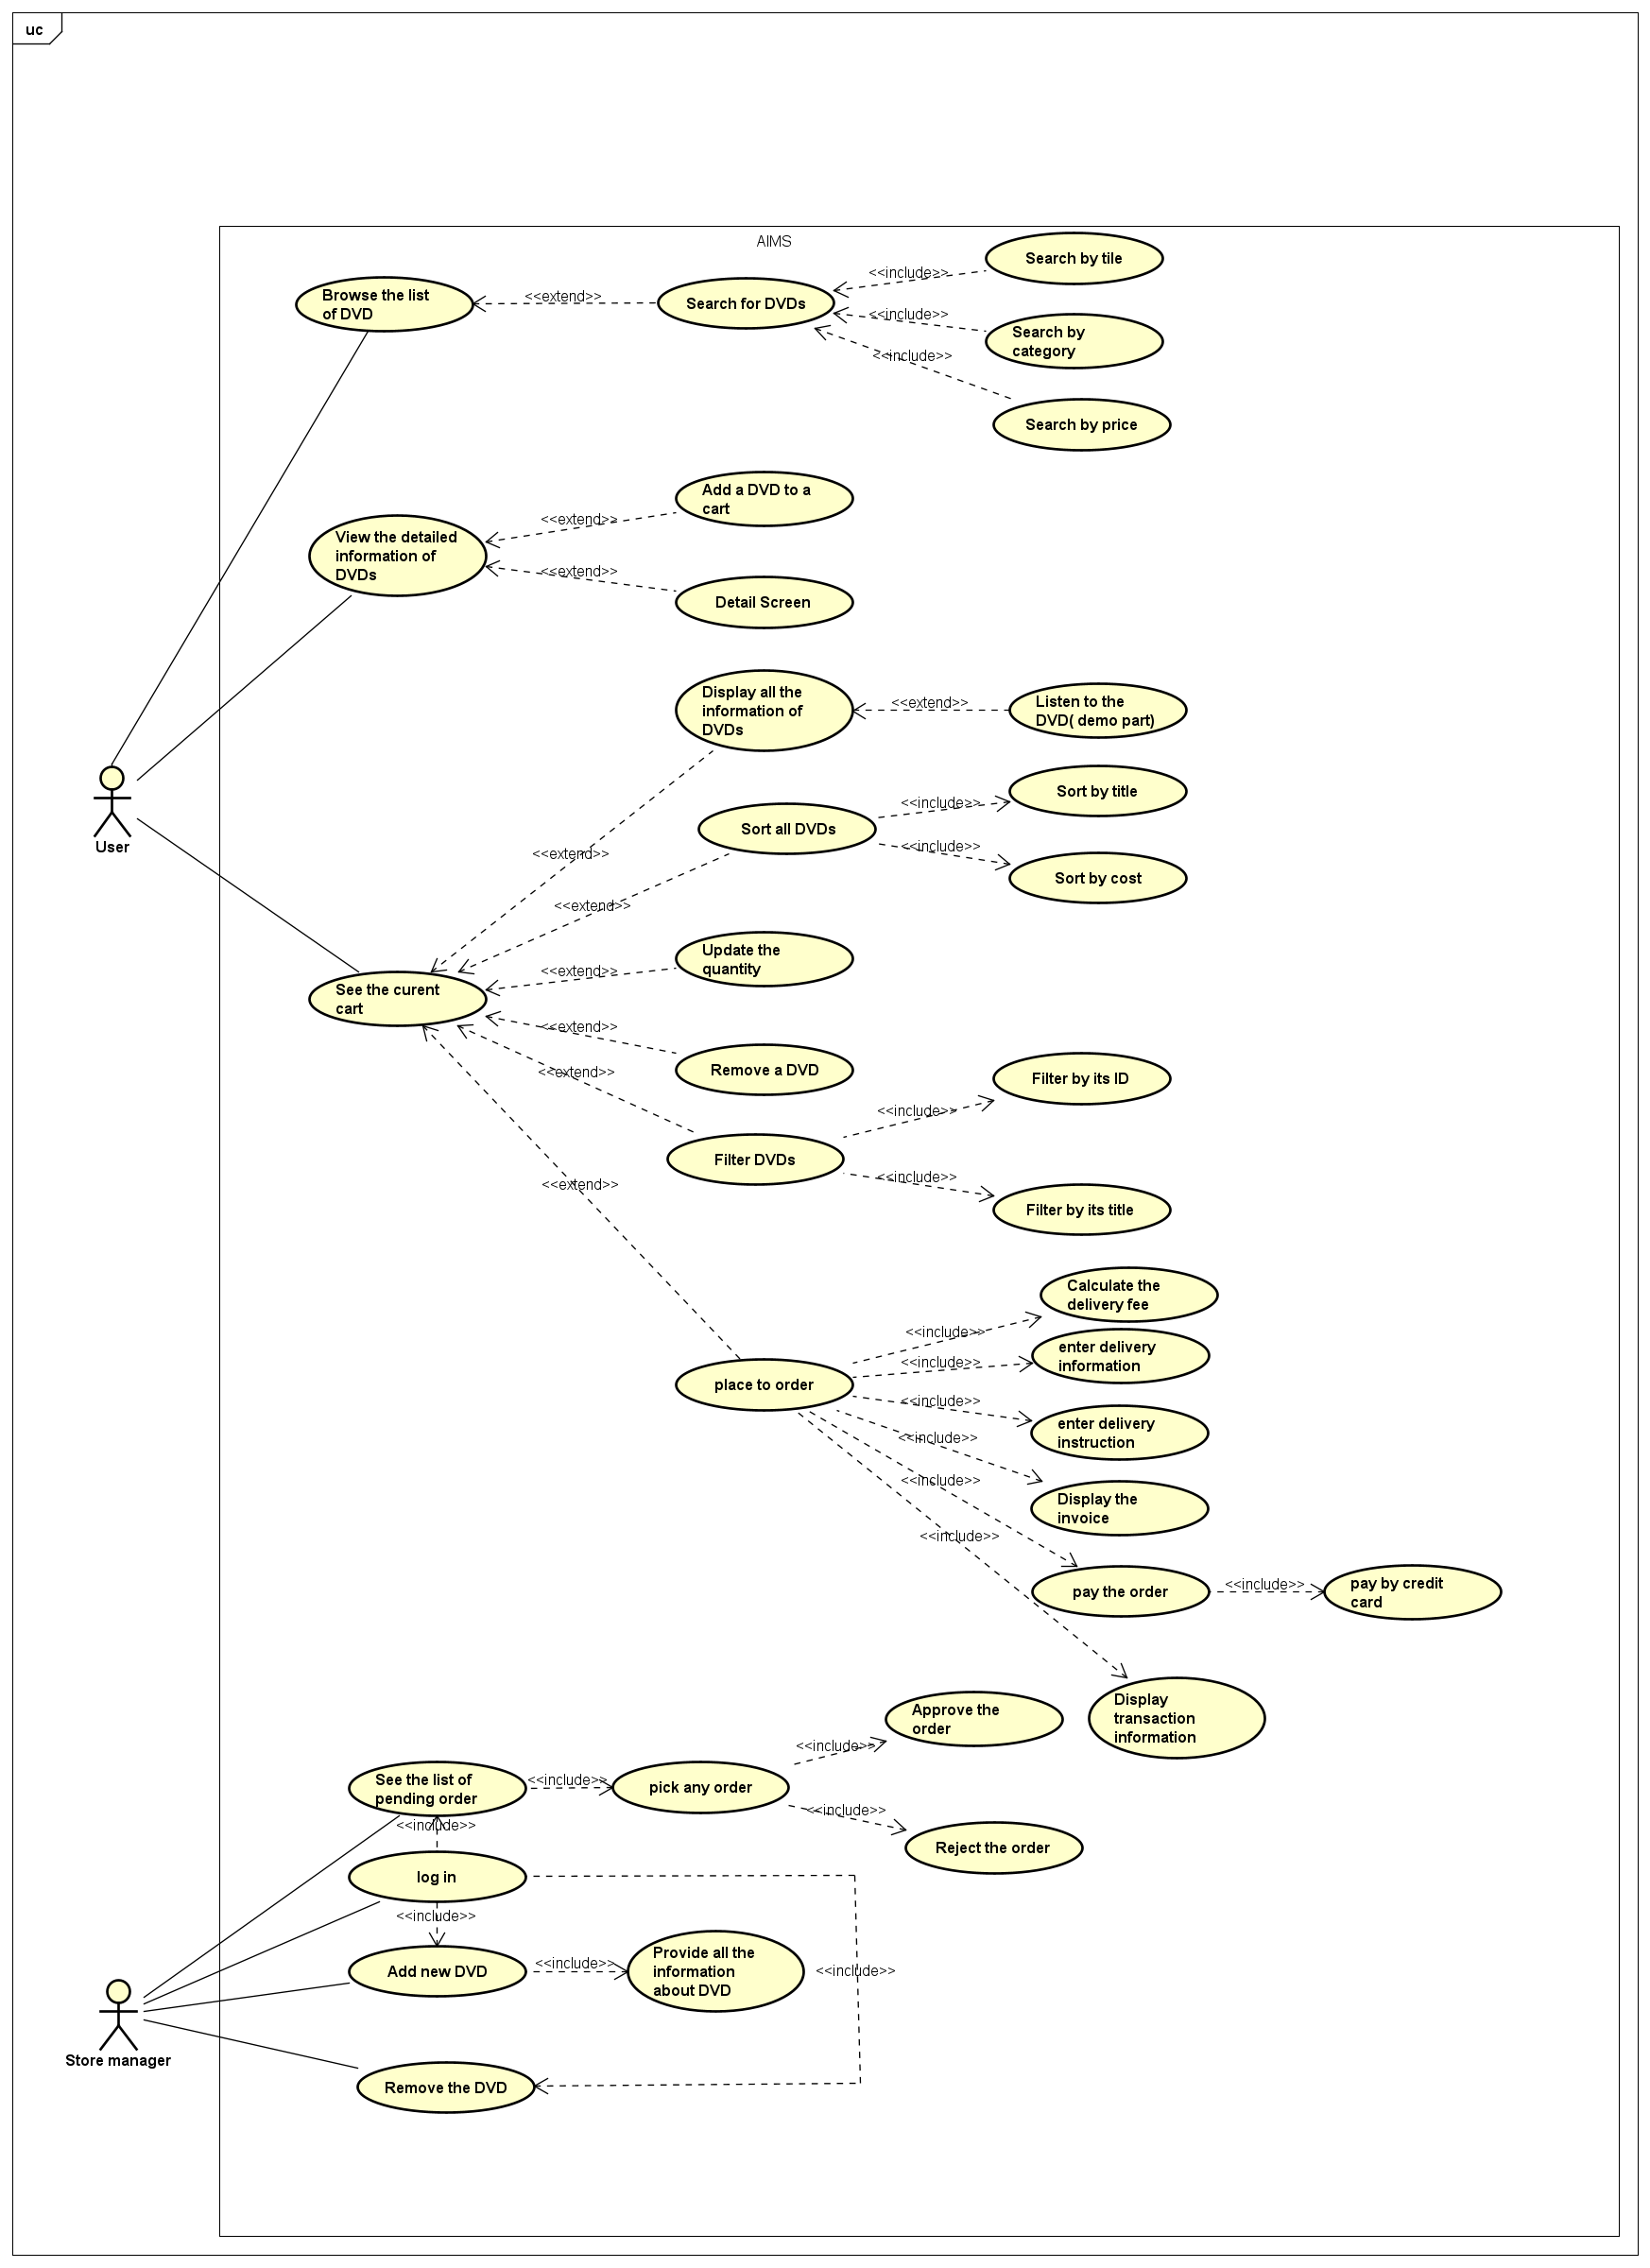 uc
AIMS
Browse the list
of DVD
<<extend>>
Search for DVDs
<<include>>
Search by tile
<<include>>
Search by
category
<<include>>
Search by price
View the detailed
information of
DVDs
<<extend>>
Add a DVD to a
cart
<<extend>>
Detail Screen
Display all the
information of
DVDs
<<extend>>
Listen to the
DVD( demo part)
User
<<extend>>
Sort all DVDs
<<include>>
Sort by title
<<include>>
Sort by cost
<<extend>>
See the curent
cart
<<extend>>
Update the
quantity
<<extend>>
Remove a DVD
<<extend>>
Filter DVDs
<<include>>
Filter by its ID
<<include>>
Filter by its title
<<extend>>
place to order
<<include>>
Calculate the
delivery fee
<<include>>
enter delivery
information
<<include>>
enter delivery
instruction
<<include>>
Display the
invoice
<<include>>
pay the order
<<include>>
pay by credit
card
<<include>>
Display
transaction
information
See the list of
pending order
<<include>>
pick any order
<<include>>
Approve the
order
<<include>>
Reject the order
<<include>>
log in
<<include>>
Add new DVD
<<include>>
Provide all the
information
about DVD
<<include>>
Store manager
Remove the DVD